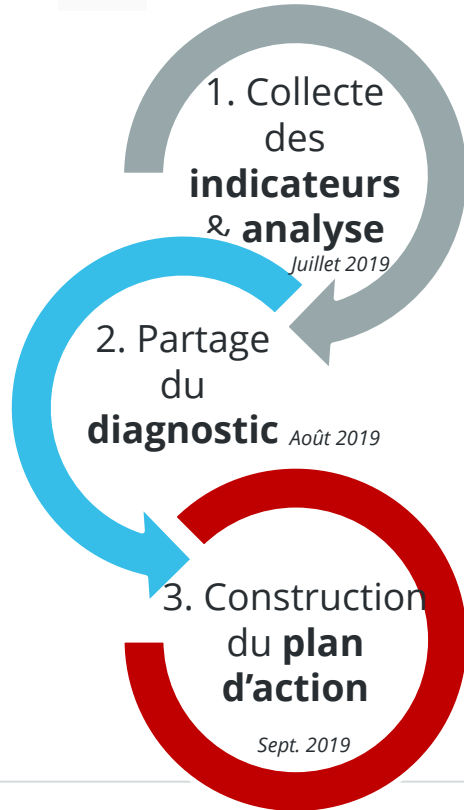 1. Collecte
des
indicateurs
& analyse
Juillet 2019
2. Partage
du
diagnostic Août 2019
3. Construction
du plan
d’action
Sept. 2019